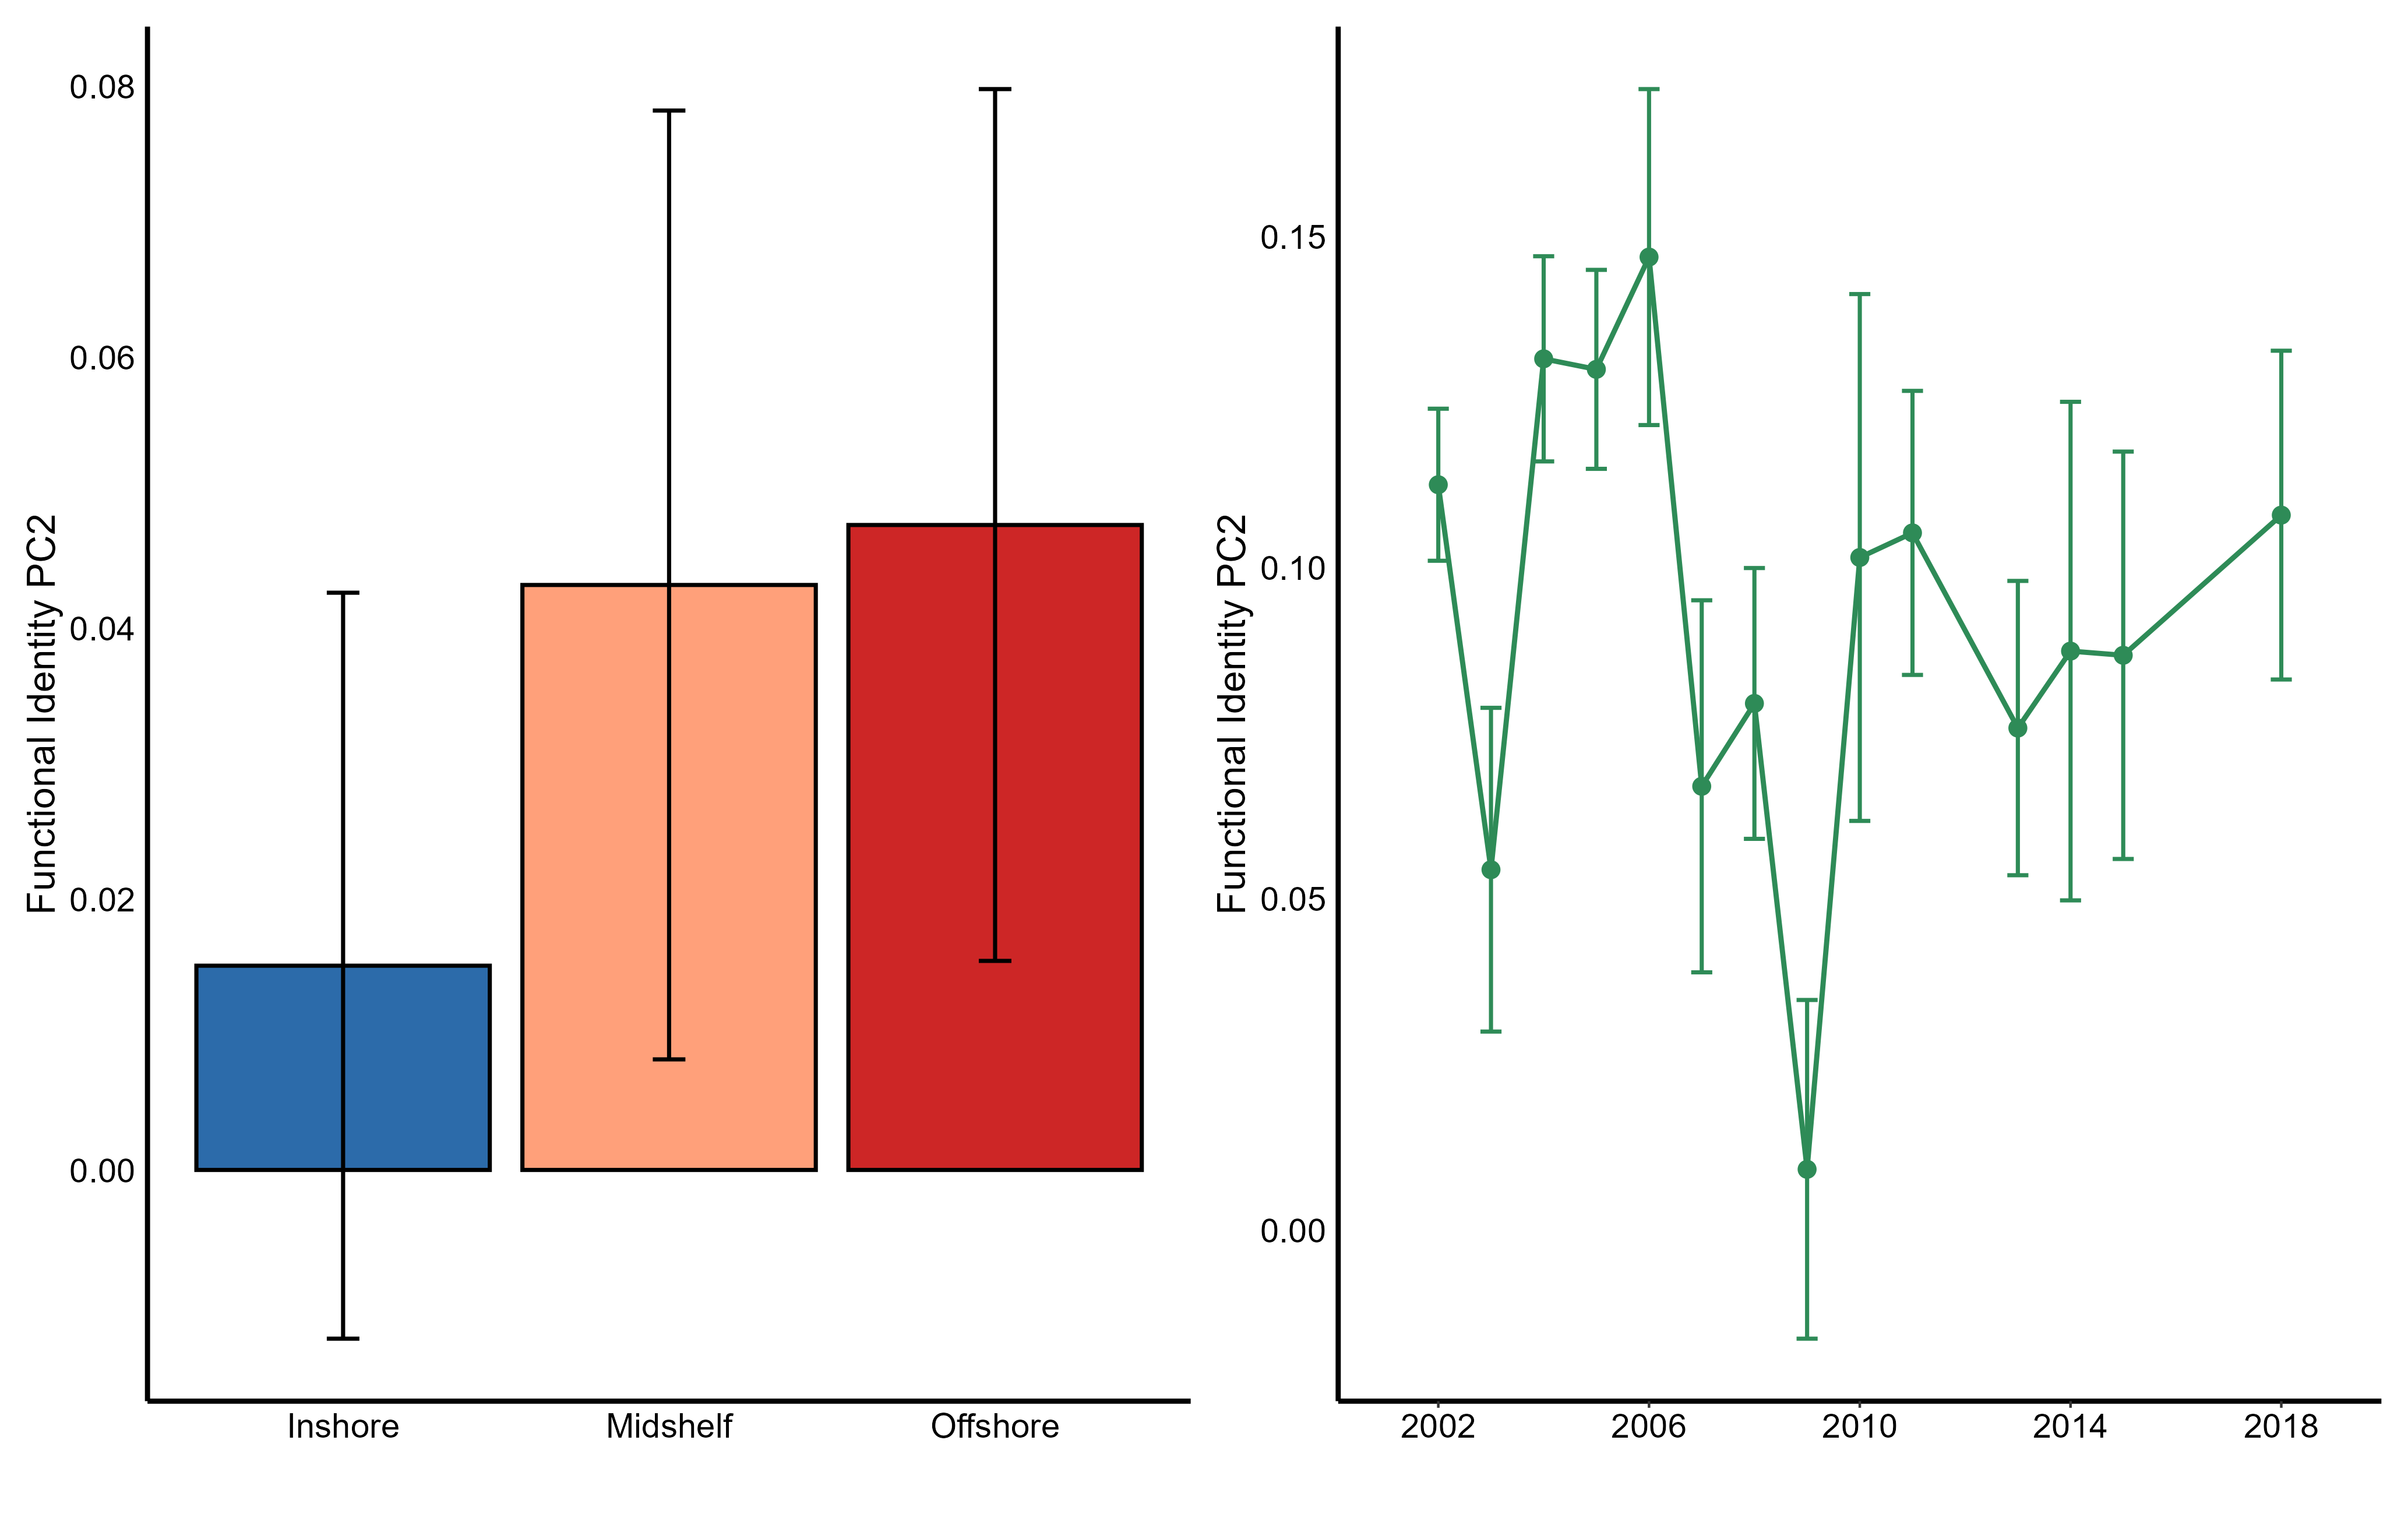 Functional Identity PC2
0.08
0.06
0.04
0.02
0.00
Inshore
Midshelf
Offshore
Functional Identity PC2
0.15
0.10
0.05
0.00
2002
2006
2010
2014
2018